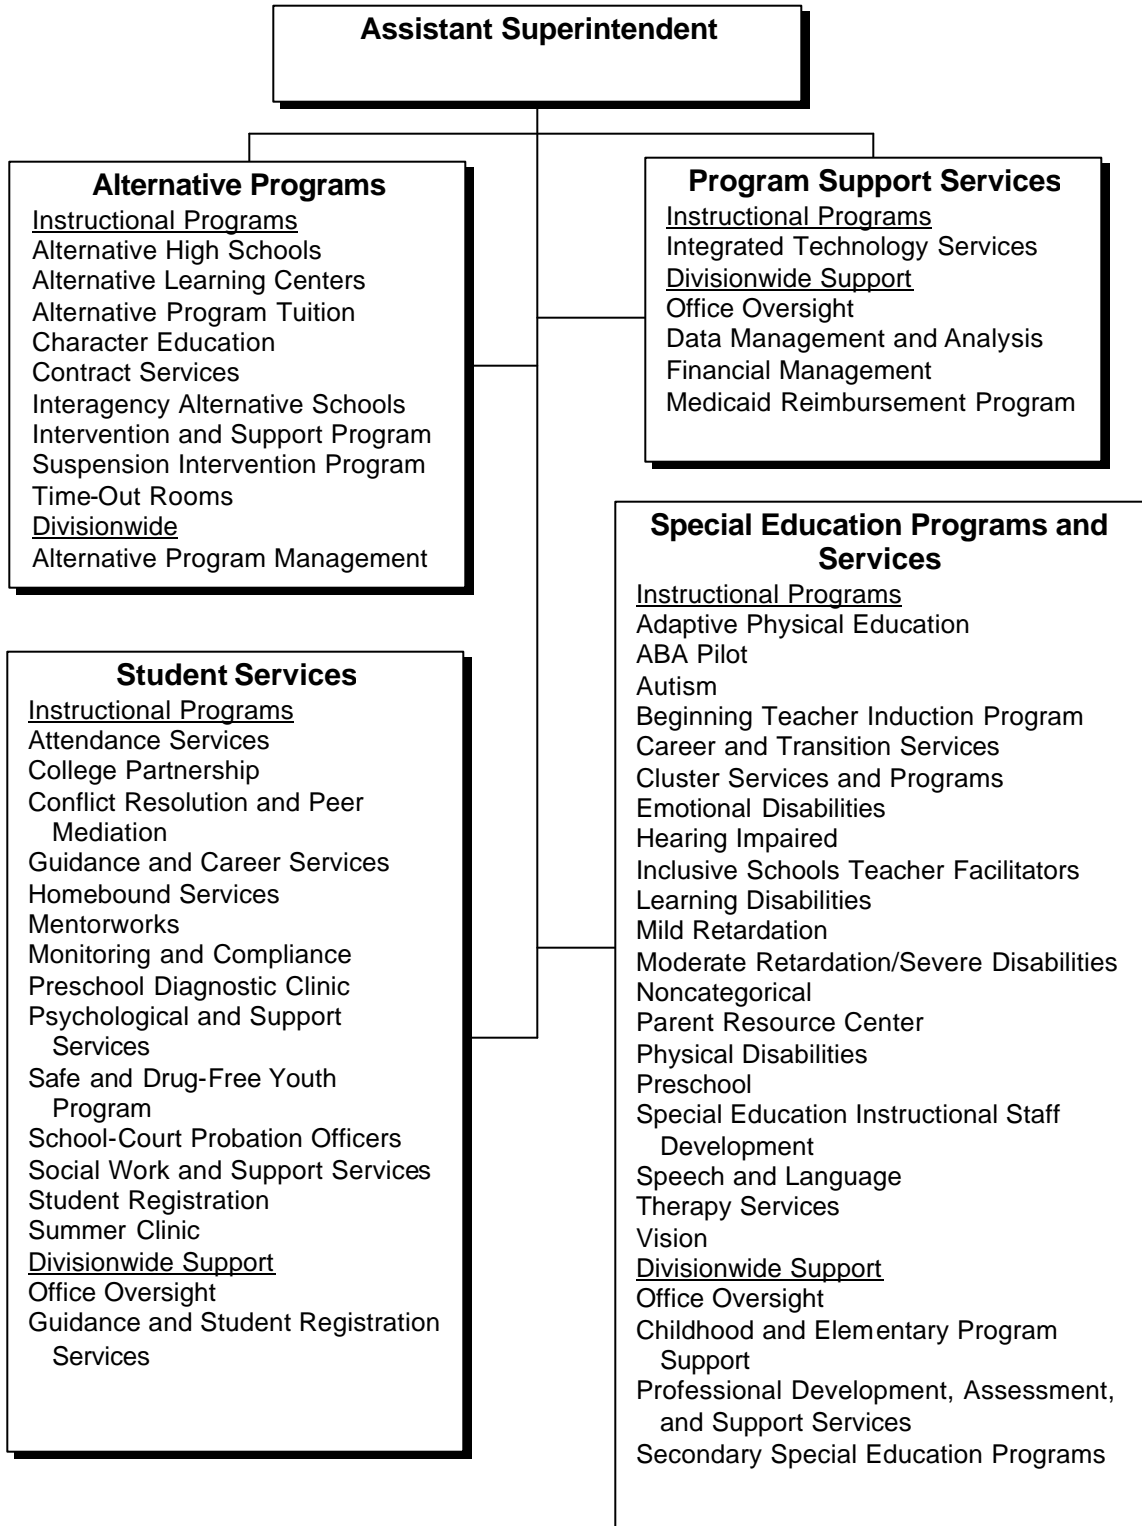 Assistant Superintendent
Alternative Programs
Instructional Programs
Alternative High Schools
Alternative Learning Centers
Alternative Program Tuition
Character Education
Contract Services
Interagency Alternative Schools
Intervention and Support Program
Suspension Intervention Program
Time-Out Rooms
Divisionwide
Alternative Program Management
Program Support Services
Instructional Programs
Integrated Technology Services
Divisionwide Support
Office Oversight
Data Management and Analysis
Financial Management
Medicaid Reimbursement Program
Student Services
Instructional Programs
Attendance Services
College Partnership
Conflict Resolution and Peer
Mediation
Guidance and Career Services
Homebound Services
Mentorworks
Monitoring and Compliance
Preschool Diagnostic Clinic
Psychological and Support
Services
Safe and Drug-Free Youth
Program
School-Court Probation Officers
Social Work and Support Services
Student Registration
Summer Clinic
Divisionwide Support
Office Oversight
Guidance and Student Registration
Services
Special Education Programs and
Services
Instructional Programs
Adaptive Physical Education
ABA Pilot
Autism
Beginning Teacher Induction Program
Career and Transition Services
Cluster Services and Programs
Emotional Disabilities
Hearing Impaired
Inclusive Schools Teacher Facilitators
Learning Disabilities
Mild Retardation
Moderate Retardation/Severe Disabilities
Noncategorical
Parent Resource Center
Physical Disabilities
Preschool
Special Education Instructional Staff
Development
Speech and Language
Therapy Services
Vision
Divisionwide Support
Office Oversight
Childhood and Elementary Program
Support
Professional Development, Assessment,
and Support Services
Secondary Special Education Programs